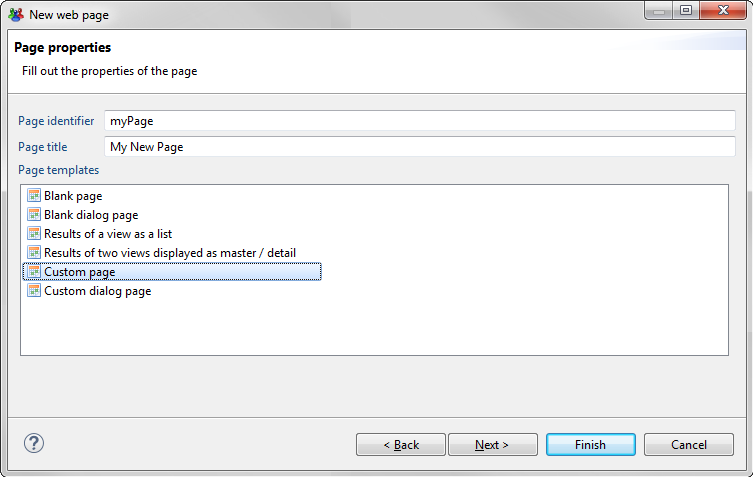 New web page
Page properties
Fill out the properties of the page
Page identifier myPage
Page title My New Page
Page templates
Blank page
Blank dialog page
Results of a view as a list
Results of two views displayed as master / detail
Custom page
Custom dialog page
? < Back Next > Finish Cancel